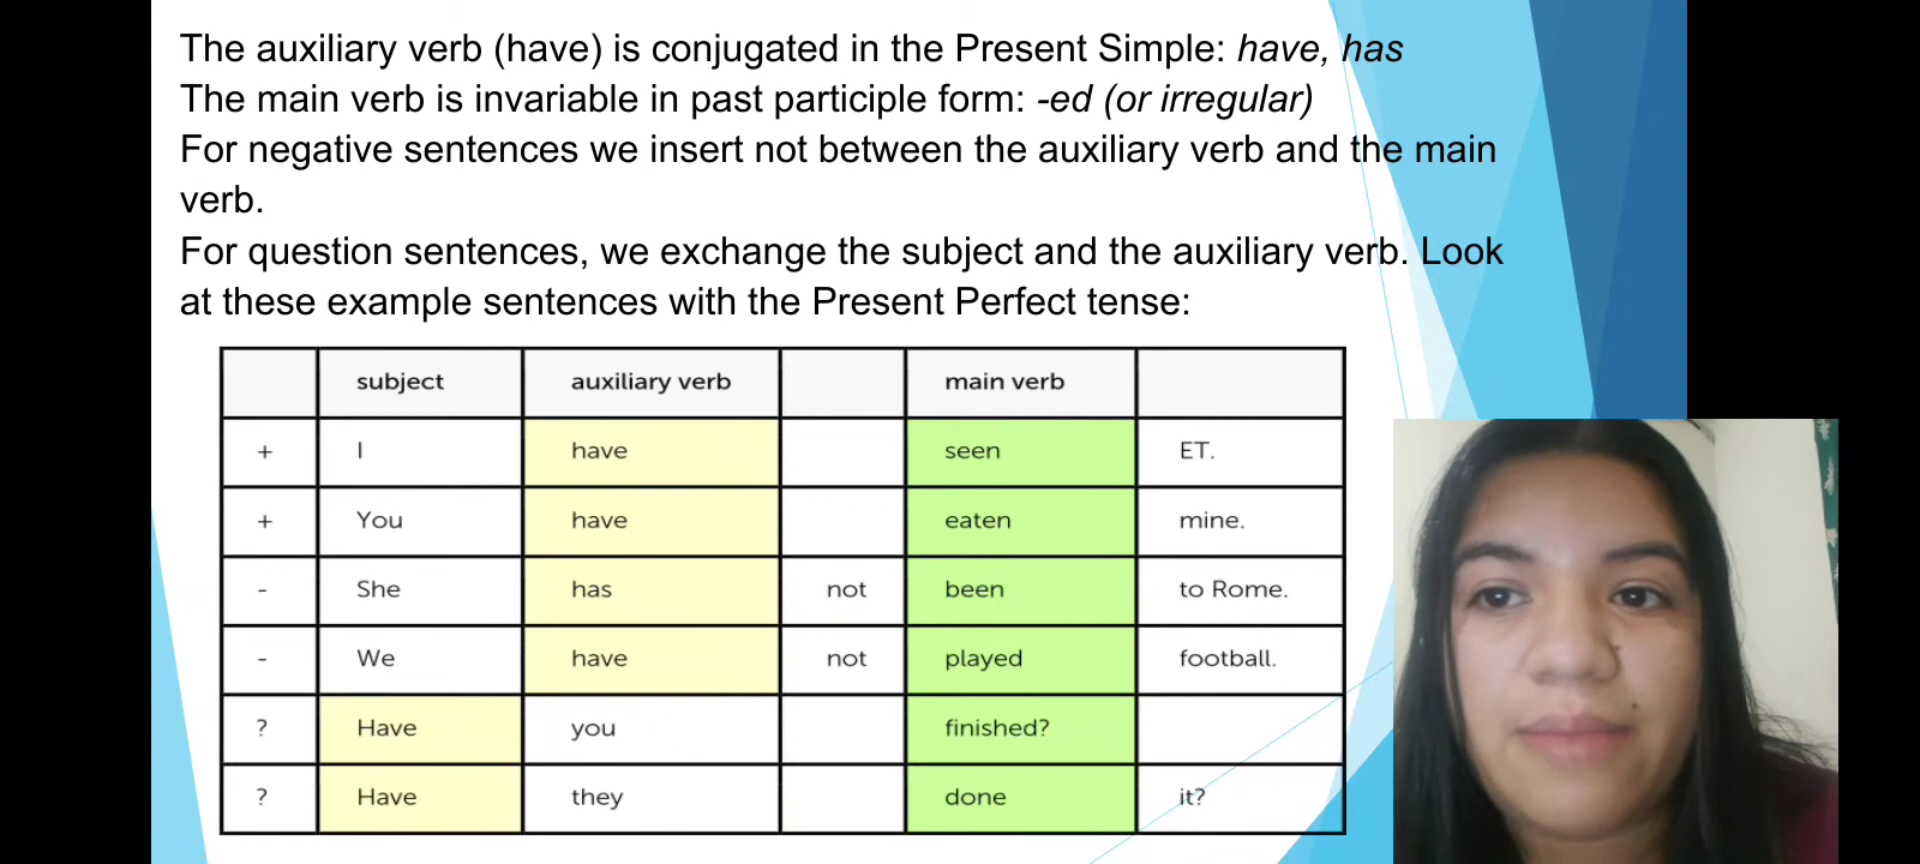 The auxiliary verb (have) is conjugated in the Present Simple: have, has
The main verb is invariable in past participle form: -ed (or irregular)
For negative sentences we insert not between the auxiliary verb and the main
verb.
For question sentences, we exchange the subject and the auxiliary verb. Look
at these example sentences with the Present Perfect tense:
subject auxiliary verb main verb
+ I have seen ET.
+ You have eaten mine.
- She has not been to Rome.
- We have not played football.
? Have you finished?
? Have they done it?